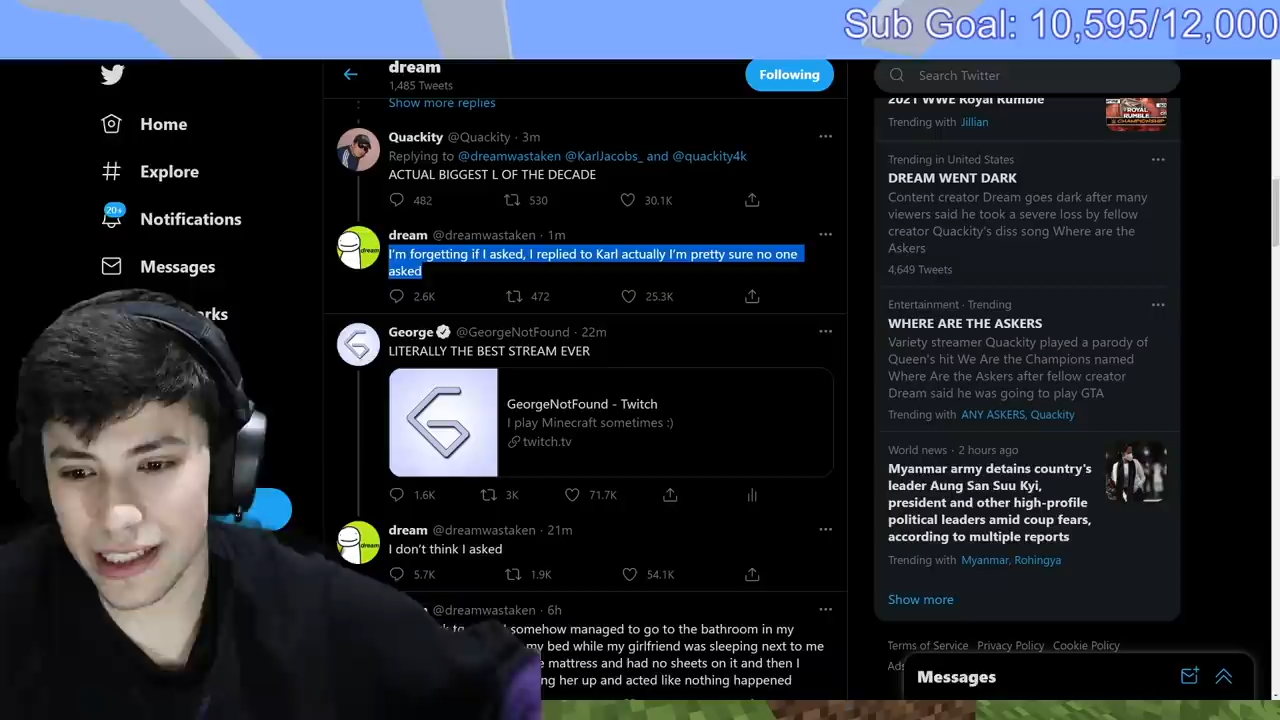 Sub Goal: 10,595/12,000
dream
1,485 Tweets
Following
Search Twitter
Home
Explore
20+
Notifications
Messages
Show more replies
Quackity @Quackity · 3m
Replying to @dreamwastaken @KarlJacobs_ and @quackity4k
ACTUAL BIGGEST L OF THE DECADE
482 530 30.1K
dream @dreamwastaken · 1m
I'm forgetting if I asked, I replied to Karl actually I'm pretty sure no one
asked
2.6K 472 25.3K
George @GeorgeNotFound · 22m
LITERALLY THE BEST STREAM EVER
GeorgeNotFound - Twitch
I play Minecraft sometimes :)
twitch.tv
1.6K 3K 71.7K
dream @dreamwastaken · 21m
I don't think I asked
5.7K 1.9K 54.1K
@dreamwastaken · 6h
somehow managed to go to the bathroom in my
my bed while my girlfriend was sleeping next to me
mattress and had no sheets on it and then I
her up and acted like nothing happened
2021 WWE Royal Rumble
Trending with Jillian
Trending in United States
DREAM WENT DARK
Content creator Dream goes dark after many
viewers said he took a severe loss by fellow
creator Quackity's diss song Where are the
Askers
4,649 Tweets
Entertainment · Trending
WHERE ARE THE ASKERS
Variety streamer Quackity played a parody of
Queen's hit We Are the Champions named
Where Are the Askers after fellow creator
Dream said he was going to play GTA
Trending with ANY ASKERS, Quackity
World news · 2 hours ago
Myanmar army detains country's
leader Aung San Suu Kyi,
president and other high-profile
political leaders amid coup fears,
according to multiple reports
Trending with Myanmar, Rohingya
Show more
Terms of Service Privacy Policy Cookie Policy
Messages